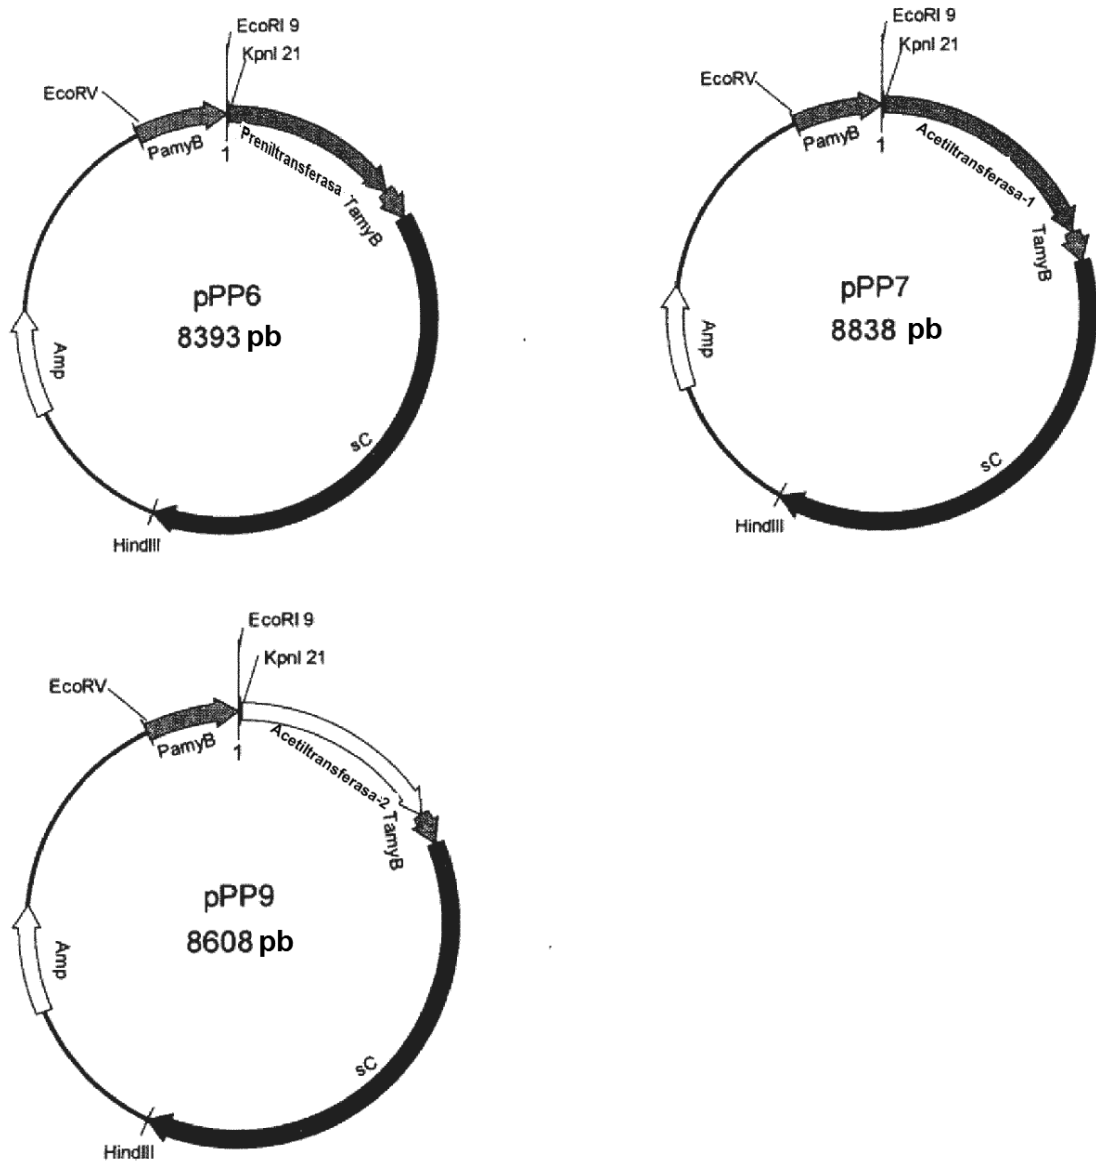 EcoRI 9
KpnI 21
EcoRV
PamyB
1
Preniltransferasa
TamyB
pPP6
8393 pb
Amp
sC
HindIII
EcoRI 9
KpnI 21
EcoRV
PamyB
1
Acetiltransferasa-1
TamyB
pPP7
8838 pb
Amp
sC
HindIII
EcoRI 9
KpnI 21
EcoRV
PamyB
1
Acetiltransferasa-2
TamyB
pPP9
8608 pb
Amp
sC
HindIII